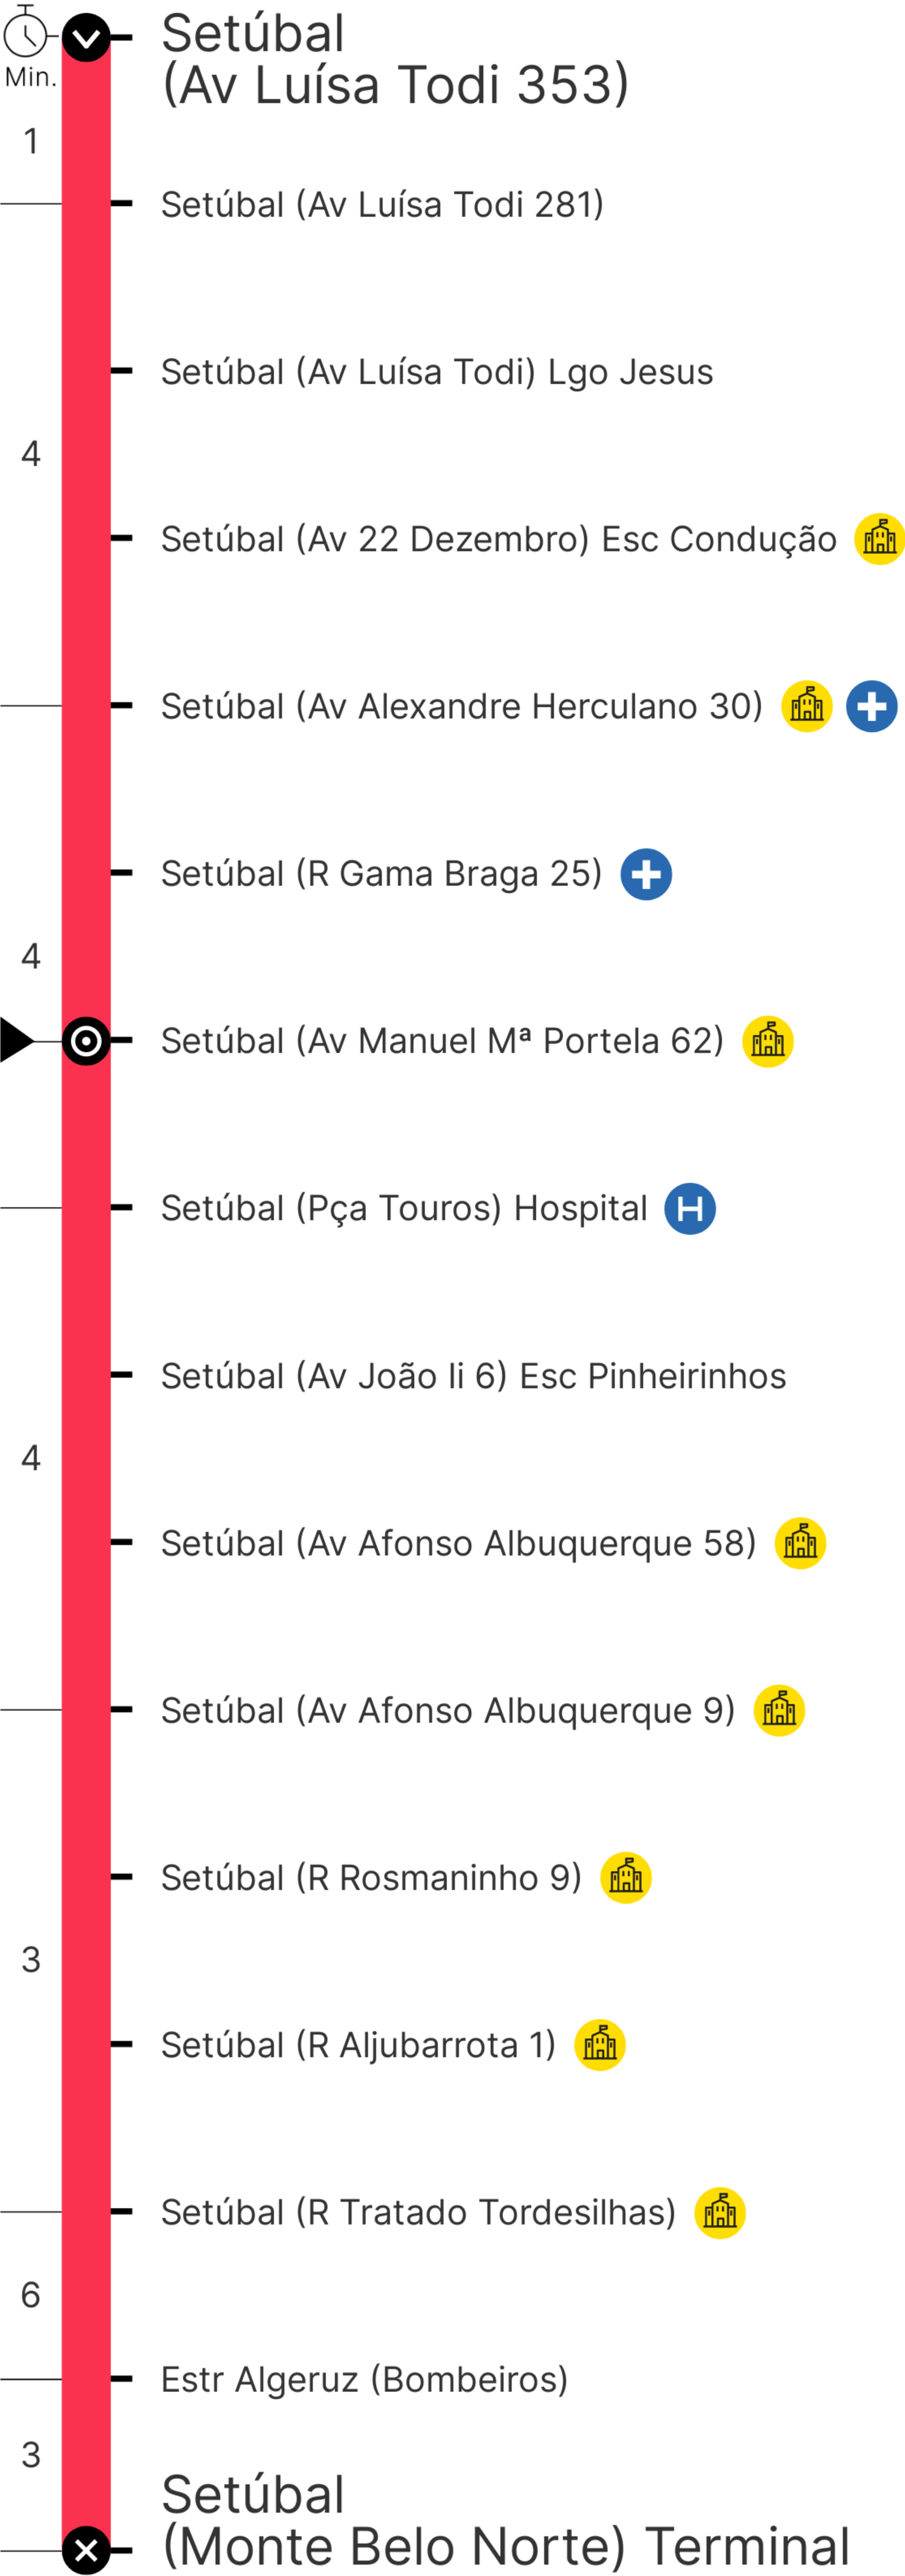 Min.
Setúbal
(Av Luísa Todi 353)
1
Setúbal (Av Luísa Todi 281)
Setúbal (Av Luísa Todi) Lgo Jesus
4
Setúbal (Av 22 Dezembro) Esc Condução
Setúbal (Av Alexandre Herculano 30)
Setúbal (R Gama Braga 25)
4
Setúbal (Av Manuel Mª Portela 62)
Setúbal (Pça Touros) Hospital H
Setúbal (Av João Ii 6) Esc Pinheirinhos
4
Setúbal (Av Afonso Albuquerque 58)
Setúbal (Av Afonso Albuquerque 9)
Setúbal (R Rosmaninho 9)
3
Setúbal (R Aljubarrota 1)
Setúbal (R Tratado Tordesilhas)
6
Estr Algeruz (Bombeiros)
3
Setúbal
(Monte Belo Norte) Terminal